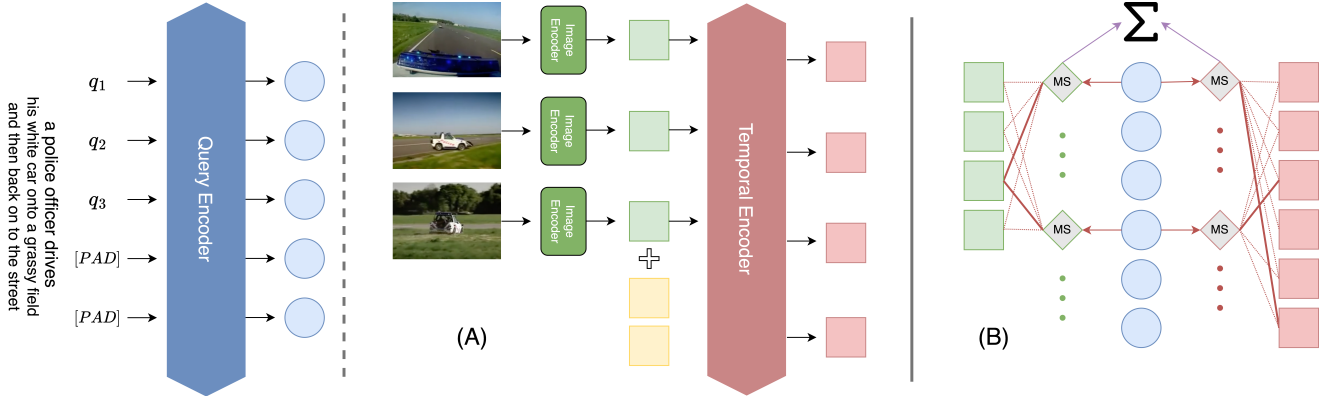 a police officer drives
his white car onto a grassy field
and then back on to the street
q1
q2
q3
[PAD]
[PAD]
Query Encoder
Image
Encoder
Image
Encoder
Image
Encoder
(A)
Temporal Encoder
Σ
MS
MS
MS
MS
(B)